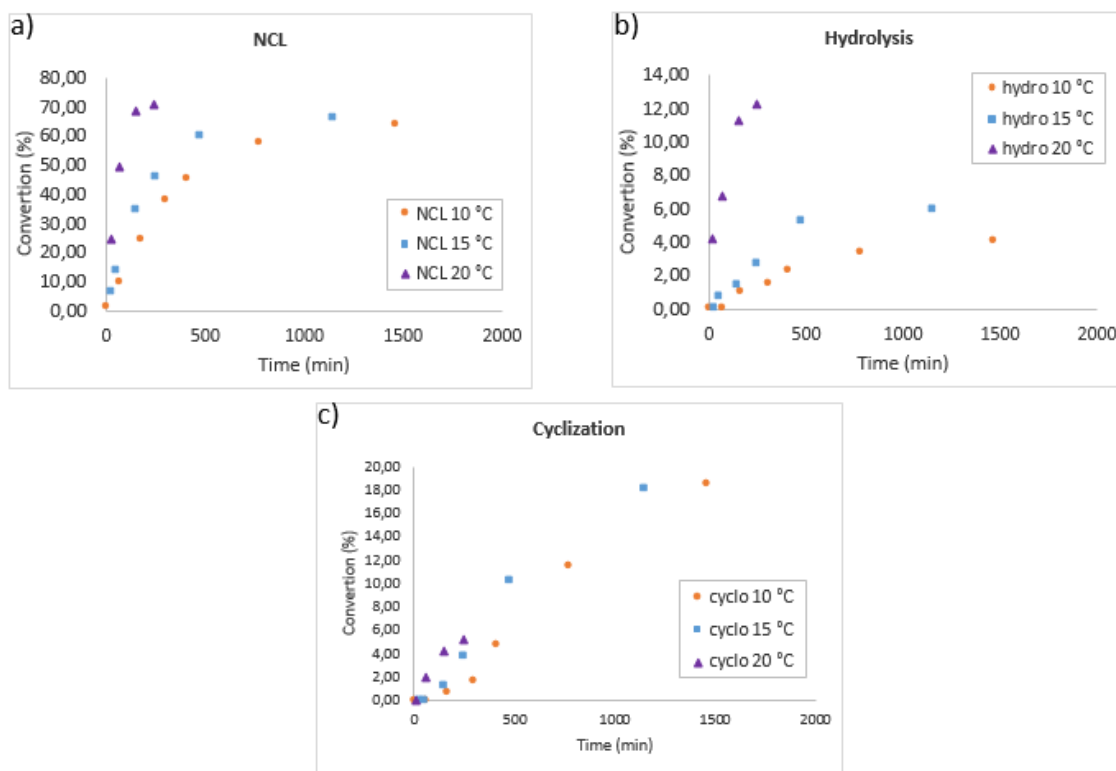 a)
NCL
80,00
70,00
60,00
50,00
40,00
30,00
20,00
10,00
0,00
Convertion (%)
NCL 10 °C
NCL 15 °C
NCL 20 °C
0 500 1000 1500 2000
Time (min)
b)
Hydrolysis
14,00
12,00
10,00
8,00
6,00
4,00
2,00
0,00
Convertion (%)
hydro 10 °C
hydro 15 °C
hydro 20 °C
0 500 1000 1500 2000
Time (min)
c)
Cyclization
20,00
18,00
16,00
14,00
12,00
10,00
8,00
6,00
4,00
2,00
0,00
Convertion (%)
cyclo 10 °C
cyclo 15 °C
cyclo 20 °C
0 500 1000 1500 2000
Time (min)